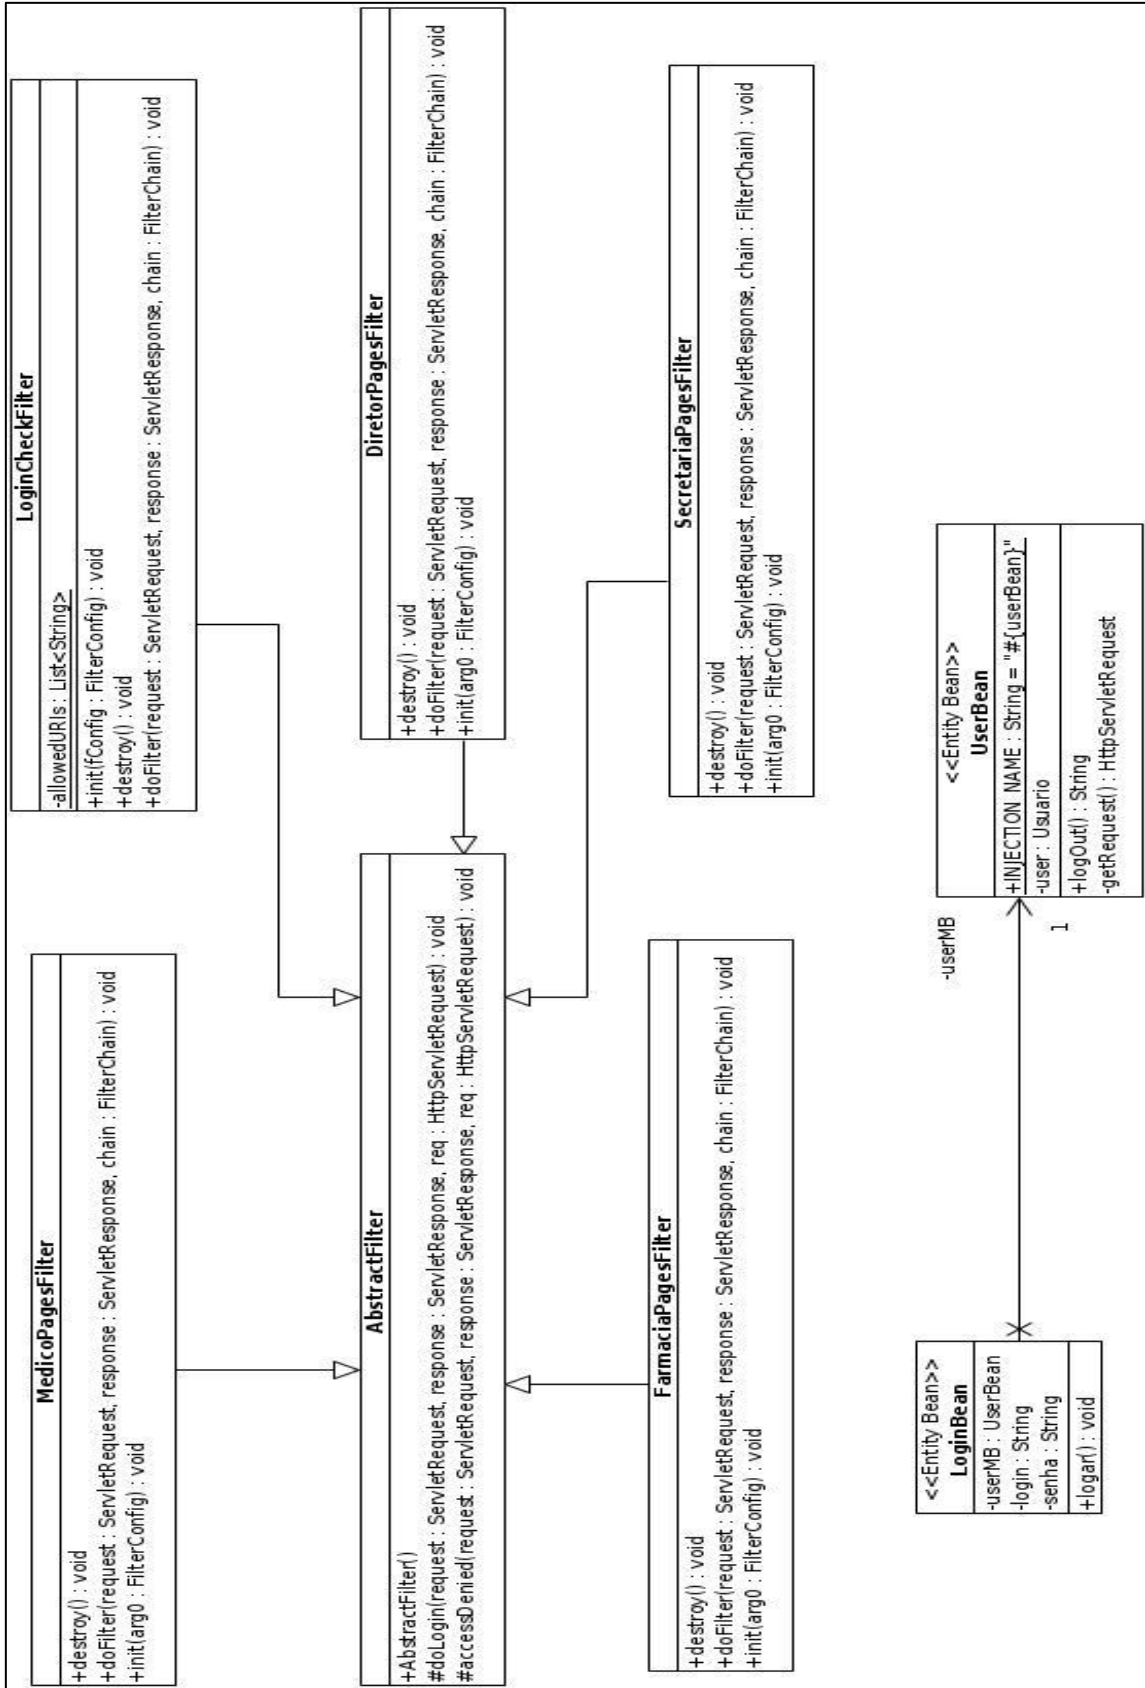 MedicoPagesFilter
+destroy() : void
+doFilter(request : ServletRequest, response : ServletResponse, chain : FilterChain) : void
+init(arg0 : FilterConfig) : void
LoginCheckFilter
-allowedURIs : List<String>
+init(fConfig : FilterConfig) : void
+destroy() : void
+doFilter(request : ServletRequest, response : ServletResponse, chain : FilterChain) : void
AbstractFilter
+AbstractFilter()
#doLogin(request : ServletRequest, response : ServletResponse, req : HttpServletRequest) : void
#accessDenied(request : ServletRequest, response : ServletResponse, req : HttpServletRequest) : void
DiretorPagesFilter
+destroy() : void
+doFilter(request : ServletRequest, response : ServletResponse, chain : FilterChain) : void
+init(arg0 : FilterConfig) : void
FarmaciaPagesFilter
+destroy() : void
+doFilter(request : ServletRequest, response : ServletResponse, chain : FilterChain) : void
+init(arg0 : FilterConfig) : void
SecretariaPagesFilter
+destroy() : void
+doFilter(request : ServletRequest, response : ServletResponse, chain : FilterChain) : void
+init(arg0 : FilterConfig) : void
<<Entity Bean>>
LoginBean
-userMB : UserBean
-login : String
-senha : String
+logar() : void
-userMB
1
<<Entity Bean>>
UserBean
+INJECTION_NAME : String = "#{userBean}"
-user : Usuario
+logOut() : String
-getRequest() : HttpServletRequest